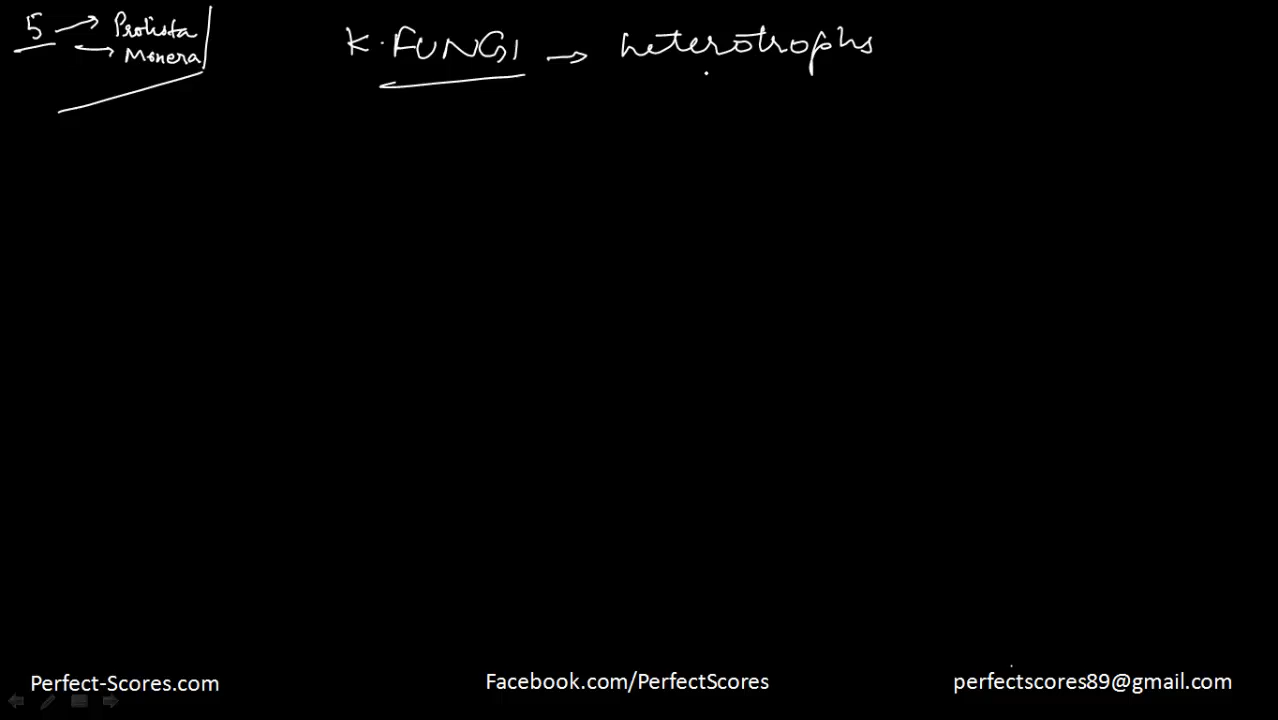 5 → Protista
→ Monera
K. FUNGI → heterotrophs
Perfect-Scores.com
Facebook.com/PerfectScores
perfectscores89@gmail.com